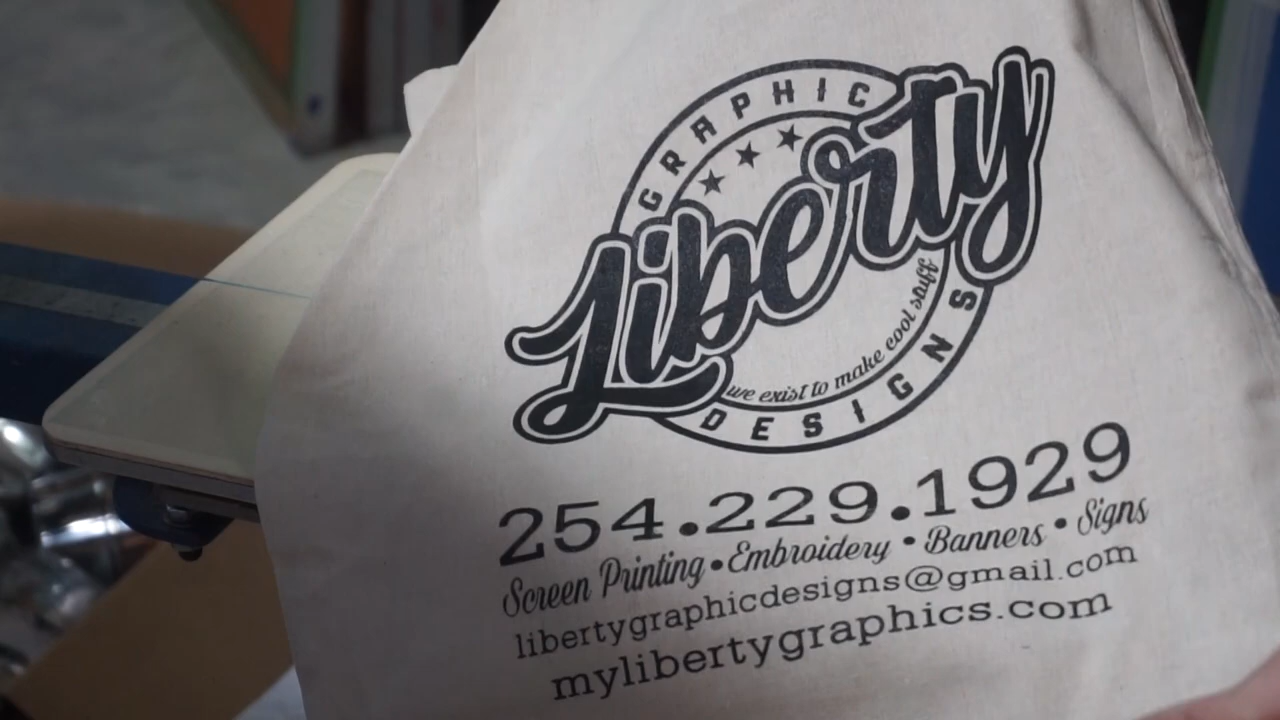 GRAPHIC
Liberty
we exist to make cool stuff
DESIGNS
254.229.1929
Screen Printing • Embroidery • Banners • Signs
libertygraphicdesigns@gmail.com
mylibertygraphics.com